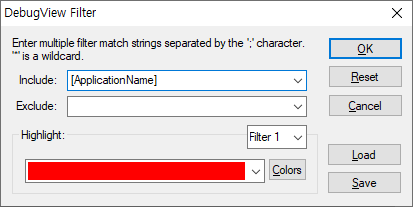 DebugView Filter
Enter multiple filter match strings separated by the ';' character.
'*' is a wildcard.
OK
Include: [ApplicationName]
Reset
Exclude:
Cancel
Highlight: Filter 1
Load
Colors
Save